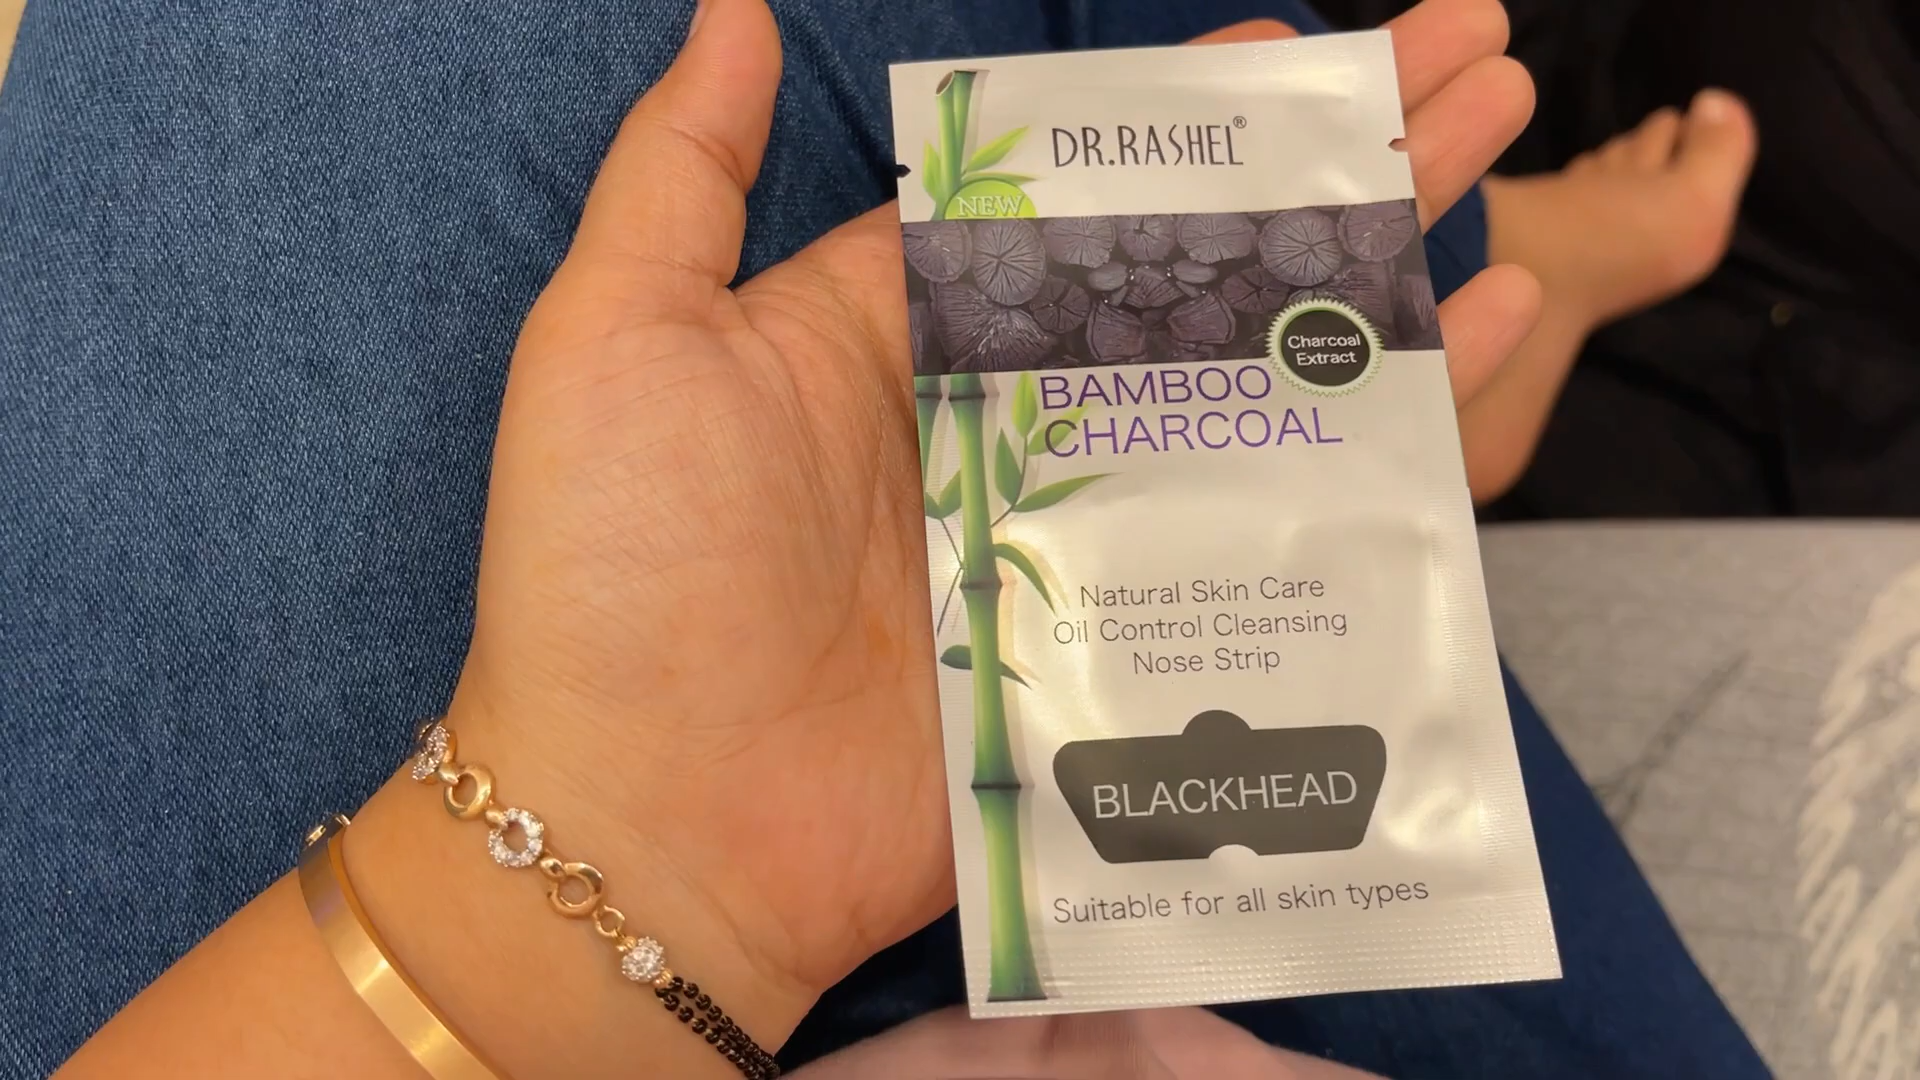 DR.RASHEL®
NEW
Charcoal
Extract
BAMBOO
CHARCOAL
Natural Skin Care
Oil Control Cleansing
Nose Strip
BLACKHEAD
Suitable for all skin types